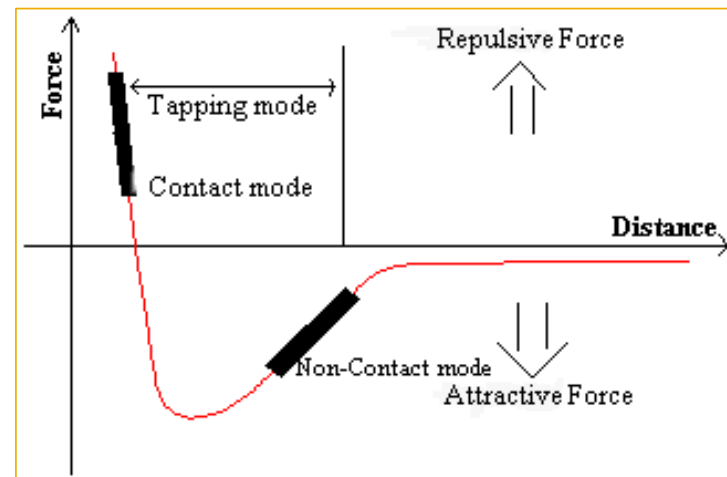 Repulsive Force
Force
Tapping mode
Contact mode
Distance
Non-Contact mode
Attractive Force